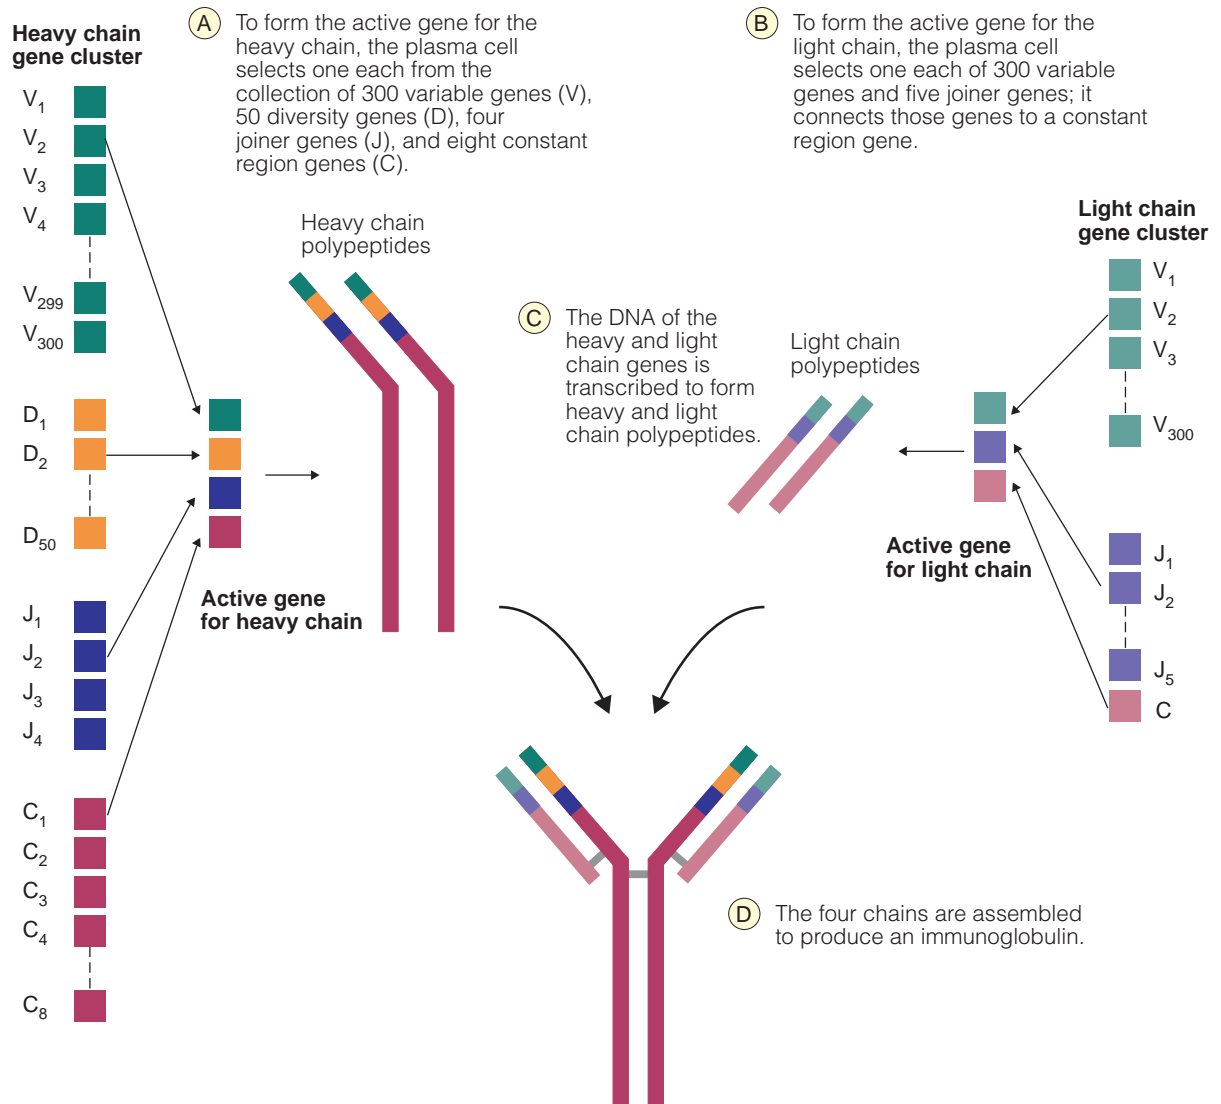 Heavy chain
gene cluster
V1
V2
V3
V4
V299
V300
D1
D2
D50
J1
J2
J3
J4
C1
C2
C3
C4
C8
A
To form the active gene for the
heavy chain, the plasma cell
selects one each from the
collection of 300 variable genes (V),
50 diversity genes (D), four
joiner genes (J), and eight constant
region genes (C).
Heavy chain
polypeptides
Active gene
for heavy chain
B
To form the active gene for the
light chain, the plasma cell
selects one each of 300 variable
genes and five joiner genes; it
connects those genes to a constant
region gene.
C
The DNA of the
heavy and light
chain genes is
transcribed to form
heavy and light
chain polypeptides.
Light chain
polypeptides
Active gene
for light chain
Light chain
gene cluster
V1
V2
V3
V300
J1
J2
J5
C
D
The four chains are assembled
to produce an immunoglobulin.